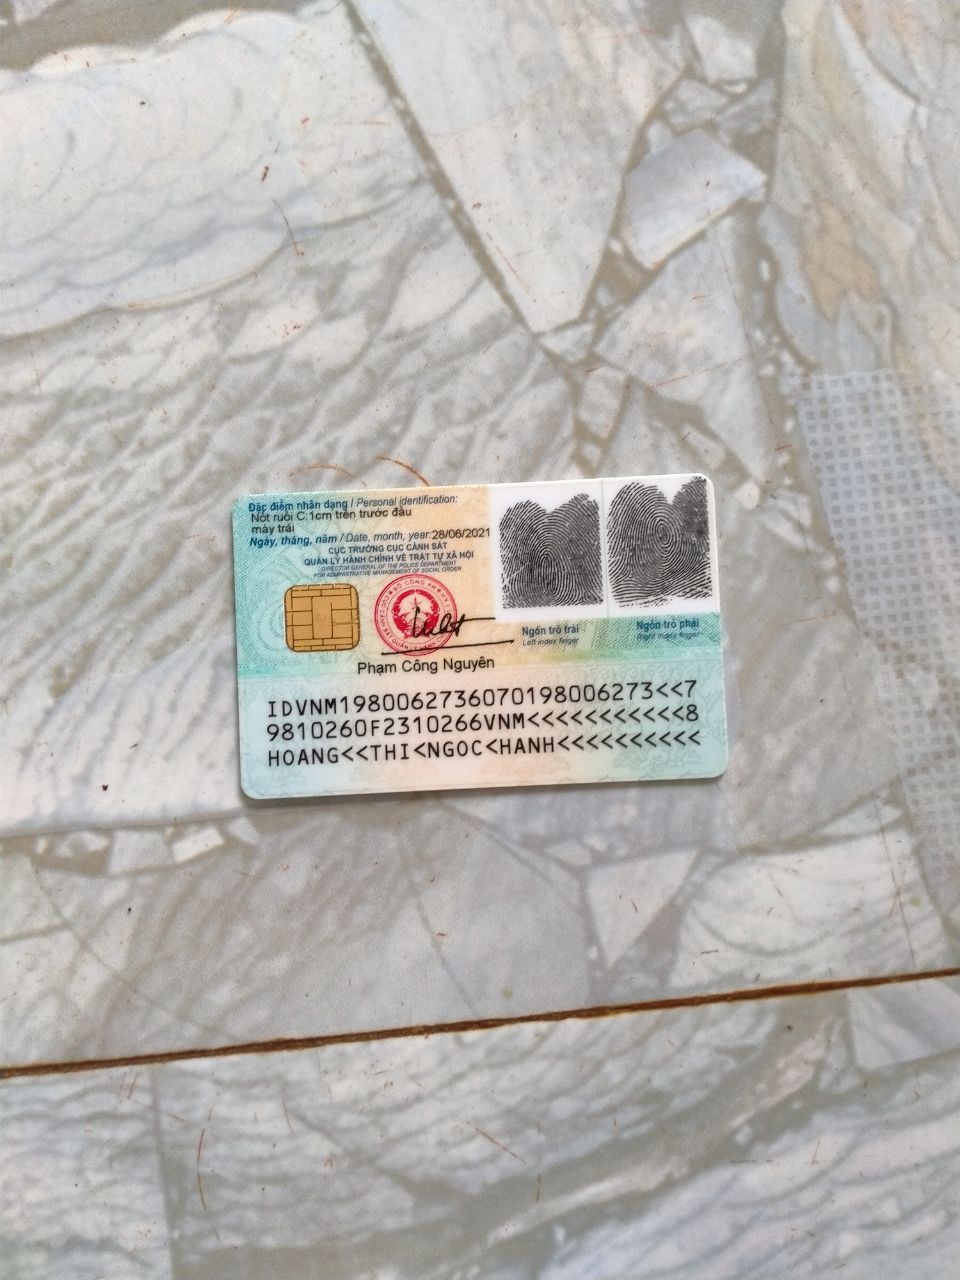 Đặc điểm nhân dạng / Personal identification:
Nốt ruồi C:1cm trên trước đầu
mày trái
Ngày, tháng, năm / Date, month, year: 28/06/2021
CỤC TRƯỞNG CỤC CẢNH SÁT
QUẢN LÝ HÀNH CHÍNH VỀ TRẬT TỰ XÃ HỘI
DIRECTOR GENERAL OF THE POLICE DEPARTMENT
FOR ADMINISTRATIVE MANAGEMENT OF SOCIAL ORDER
BỘ CÔNG AN
Phạm Công Nguyên
Ngón trỏ trái
Left index finger
Ngón trỏ phải
Right index finger
IDVNM1980062736070198006273<<7
9810260F2310266VNM<<<<<<<<<<<8
HOANG<<THI<NGOC<HANH<<<<<<<<<<